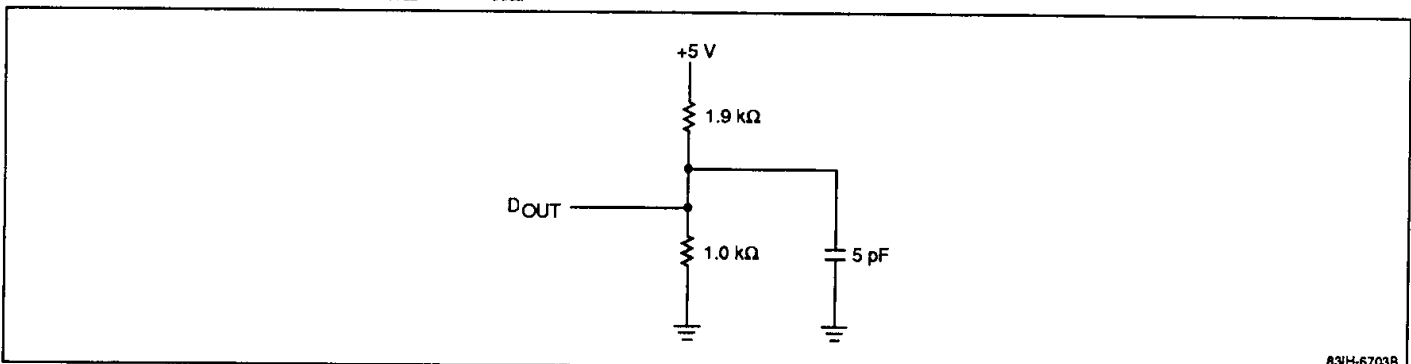 +5 V
1.9 kΩ
DOUT
1.0 kΩ
5 pF
83IH-6703B